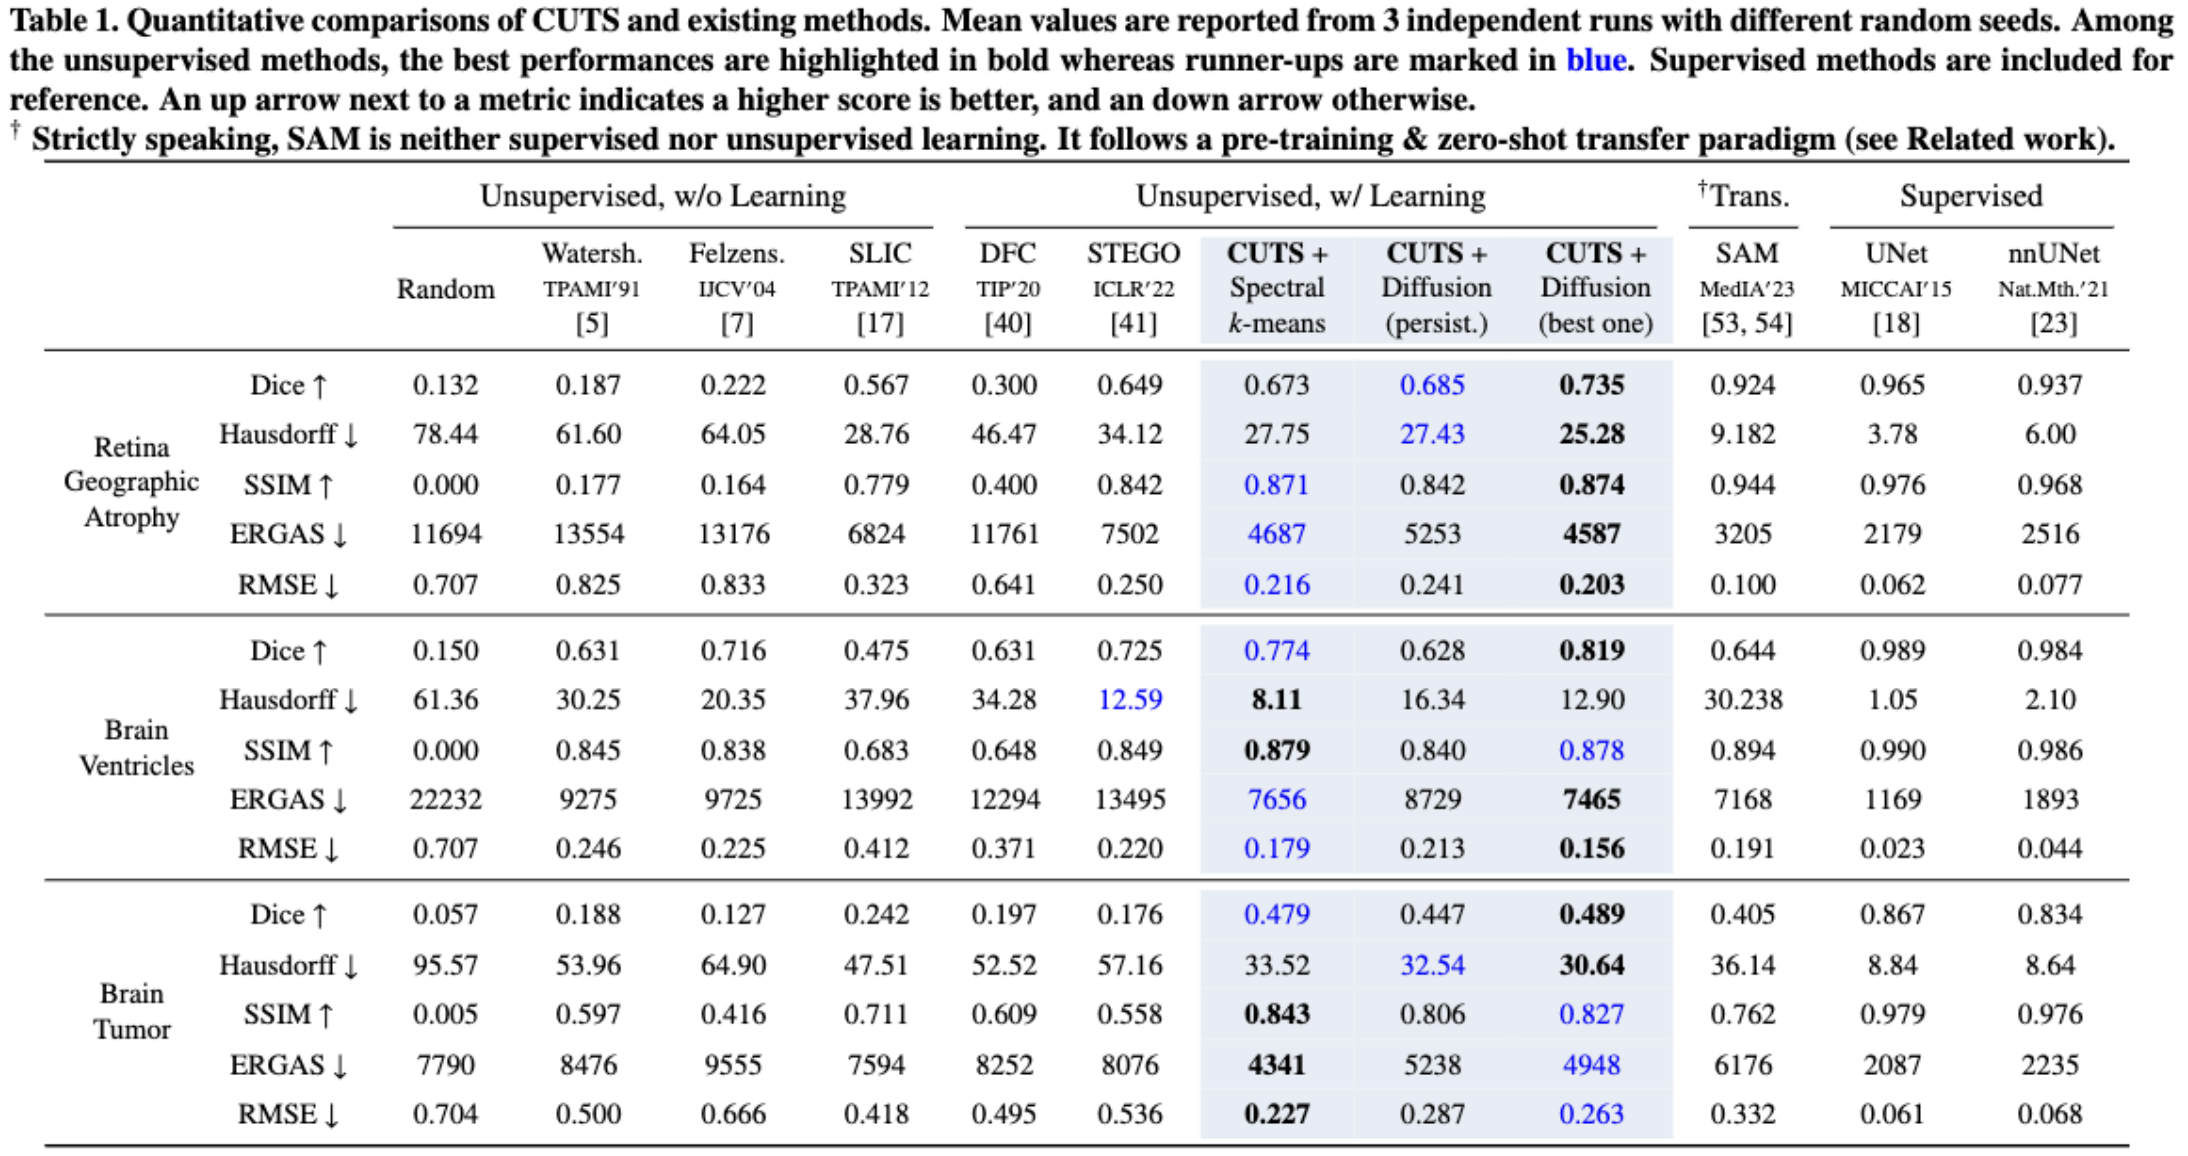 Table 1. Quantitative comparisons of CUTS and existing methods. Mean values are reported from 3 independent runs with different random seeds. Among
the unsupervised methods, the best performances are highlighted in bold whereas runner-ups are marked in blue. Supervised methods are included for
reference. An up arrow next to a metric indicates a higher score is better, and an down arrow otherwise.
† Strictly speaking, SAM is neither supervised nor unsupervised learning. It follows a pre-training & zero-shot transfer paradigm (see Related work).
Unsupervised, w/o Learning Unsupervised, w/ Learning †Trans. Supervised
Watersh. Felzens. SLIC DFC STEGO CUTS + CUTS + CUTS + SAM UNet nnUNet
Random TPAMI′91 IJCV′04 TPAMI′12 TIP′20 ICLR′22 Spectral Diffusion Diffusion MedIA′23 MICCAI′15 Nat.Mth.′21
[5] [7] [17] [40] [41] k-means (persist.) (best one) [53, 54] [18] [23]
Retina Geographic Atrophy
Dice ↑ 0.132 0.187 0.222 0.567 0.300 0.649 0.673 0.685 0.735 0.924 0.965 0.937
Hausdorff ↓ 78.44 61.60 64.05 28.76 46.47 34.12 27.75 27.43 25.28 9.182 3.78 6.00
SSIM ↑ 0.000 0.177 0.164 0.779 0.400 0.842 0.871 0.842 0.874 0.944 0.976 0.968
ERGAS ↓ 11694 13554 13176 6824 11761 7502 4687 5253 4587 3205 2179 2516
RMSE ↓ 0.707 0.825 0.833 0.323 0.641 0.250 0.216 0.241 0.203 0.100 0.062 0.077
Brain Ventricles
Dice ↑ 0.150 0.631 0.716 0.475 0.631 0.725 0.774 0.628 0.819 0.644 0.989 0.984
Hausdorff ↓ 61.36 30.25 20.35 37.96 34.28 12.59 8.11 16.34 12.90 30.238 1.05 2.10
SSIM ↑ 0.000 0.845 0.838 0.683 0.648 0.849 0.879 0.840 0.878 0.894 0.990 0.986
ERGAS ↓ 22232 9275 9725 13992 12294 13495 7656 8729 7465 7168 1169 1893
RMSE ↓ 0.707 0.246 0.225 0.412 0.371 0.220 0.179 0.213 0.156 0.191 0.023 0.044
Brain Tumor
Dice ↑ 0.057 0.188 0.127 0.242 0.197 0.176 0.479 0.447 0.489 0.405 0.867 0.834
Hausdorff ↓ 95.57 53.96 64.90 47.51 52.52 57.16 33.52 32.54 30.64 36.14 8.84 8.64
SSIM ↑ 0.005 0.597 0.416 0.711 0.609 0.558 0.843 0.806 0.827 0.762 0.979 0.976
ERGAS ↓ 7790 8476 9555 7594 8252 8076 4341 5238 4948 6176 2087 2235
RMSE ↓ 0.704 0.500 0.666 0.418 0.495 0.536 0.227 0.287 0.263 0.332 0.061 0.068